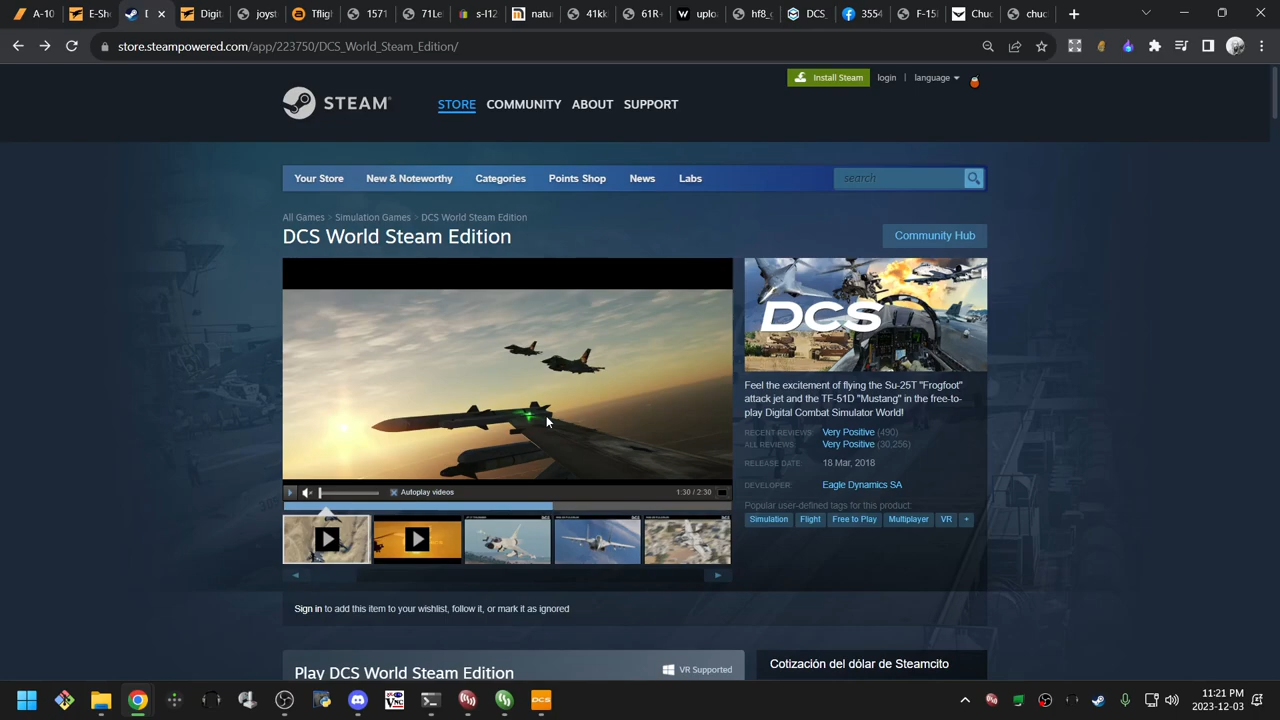 A-10
E-Sho
D
Digit
joyst
Tfligh
1571
71Le
s-l12
natur
41kk
61R+
uplo
hf8_c
DCS_
3554
F-15
Chuc
chuc
store.steampowered.com/app/223750/DCS_World_Steam_Edition/
Install Steam
login
language
STEAM
STORE
COMMUNITY
ABOUT
SUPPORT
Your Store
New & Noteworthy
Categories
Points Shop
News
Labs
search
All Games > Simulation Games > DCS World Steam Edition
DCS World Steam Edition
Community Hub
DCS
Feel the excitement of flying the Su-25T "Frogfoot"
attack jet and the TF-51D "Mustang" in the free-to-
play Digital Combat Simulator World!
RECENT REVIEWS: Very Positive (490)
ALL REVIEWS: Very Positive (30,256)
RELEASE DATE: 18 Mar, 2018
DEVELOPER: Eagle Dynamics SA
Popular user-defined tags for this product:
Simulation
Flight
Free to Play
Multiplayer
VR
+
Autoplay videos
1:30 / 2:30
Sign in to add this item to your wishlist, follow it, or mark it as ignored
Play DCS World Steam Edition
VR Supported
Cotización del dólar de Steamcito
DCS
11:21 PM
2023-12-03